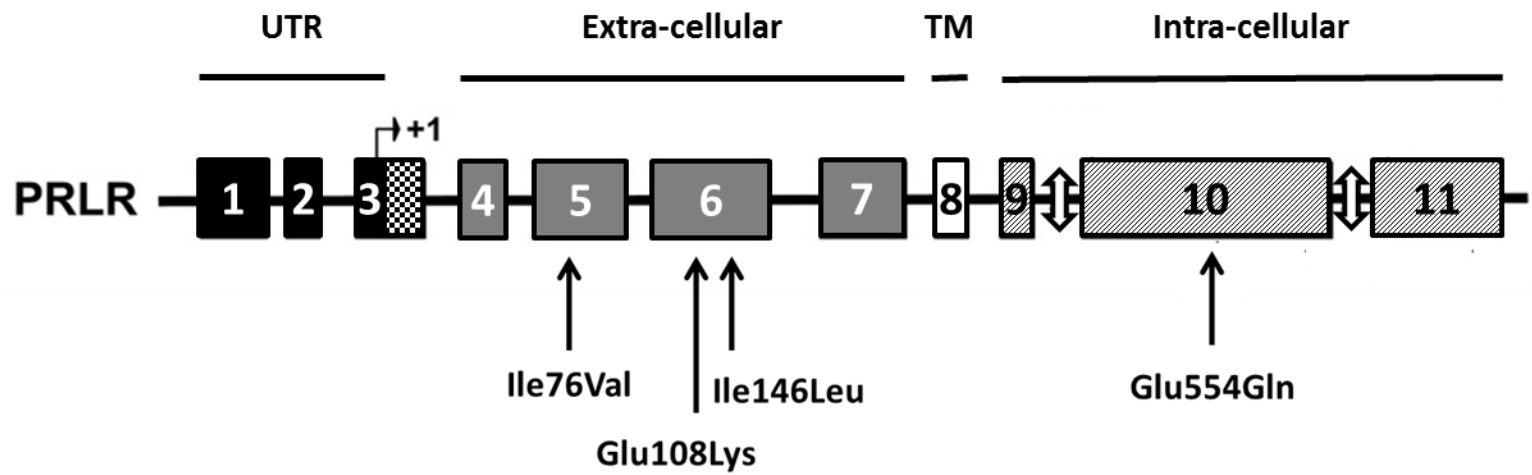 UTR Extra-cellular TM Intra-cellular
+1
PRLR 1 2 3 4 5 6 7 8 9 10 11
Ile76Val Ile146Leu Glu554Gln
Glu108Lys